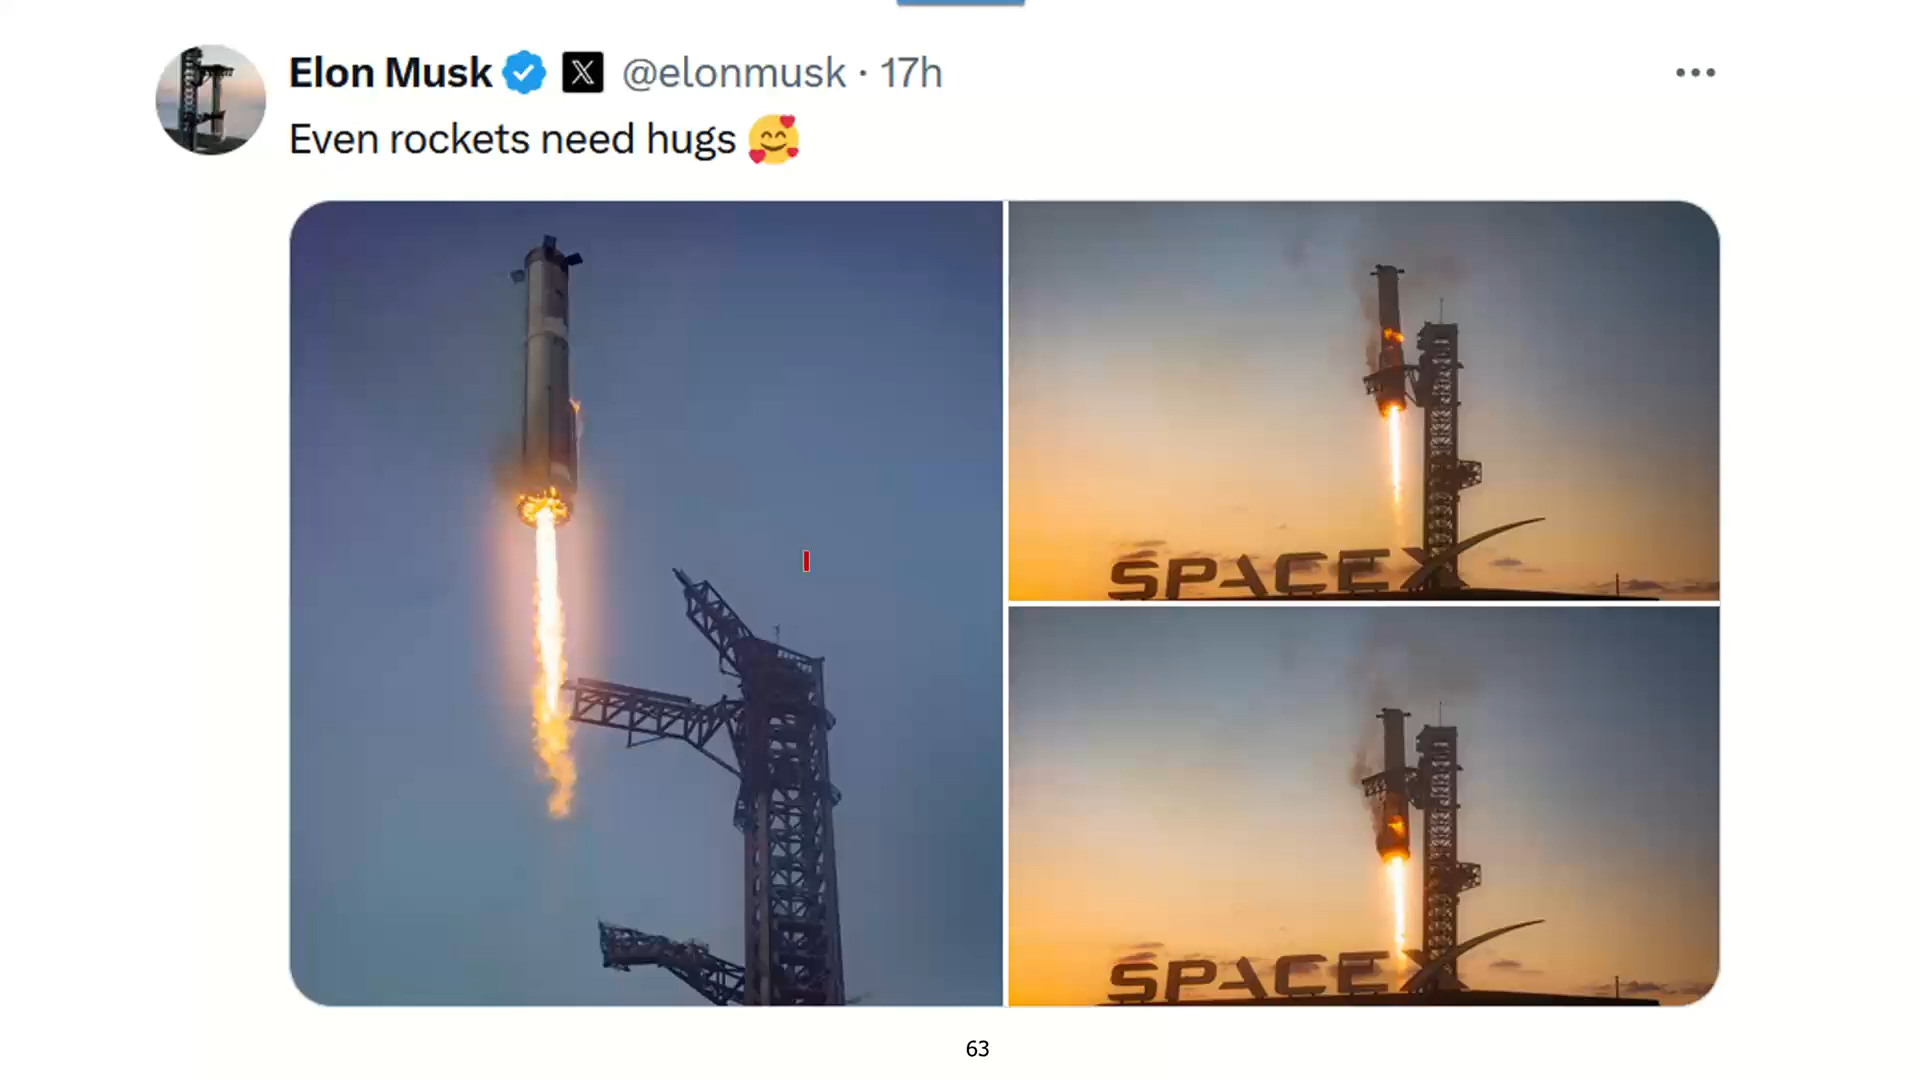 Elon Musk X @elonmusk · 17h
Even rockets need hugs 🥰
SPACEX
SPACEX
63